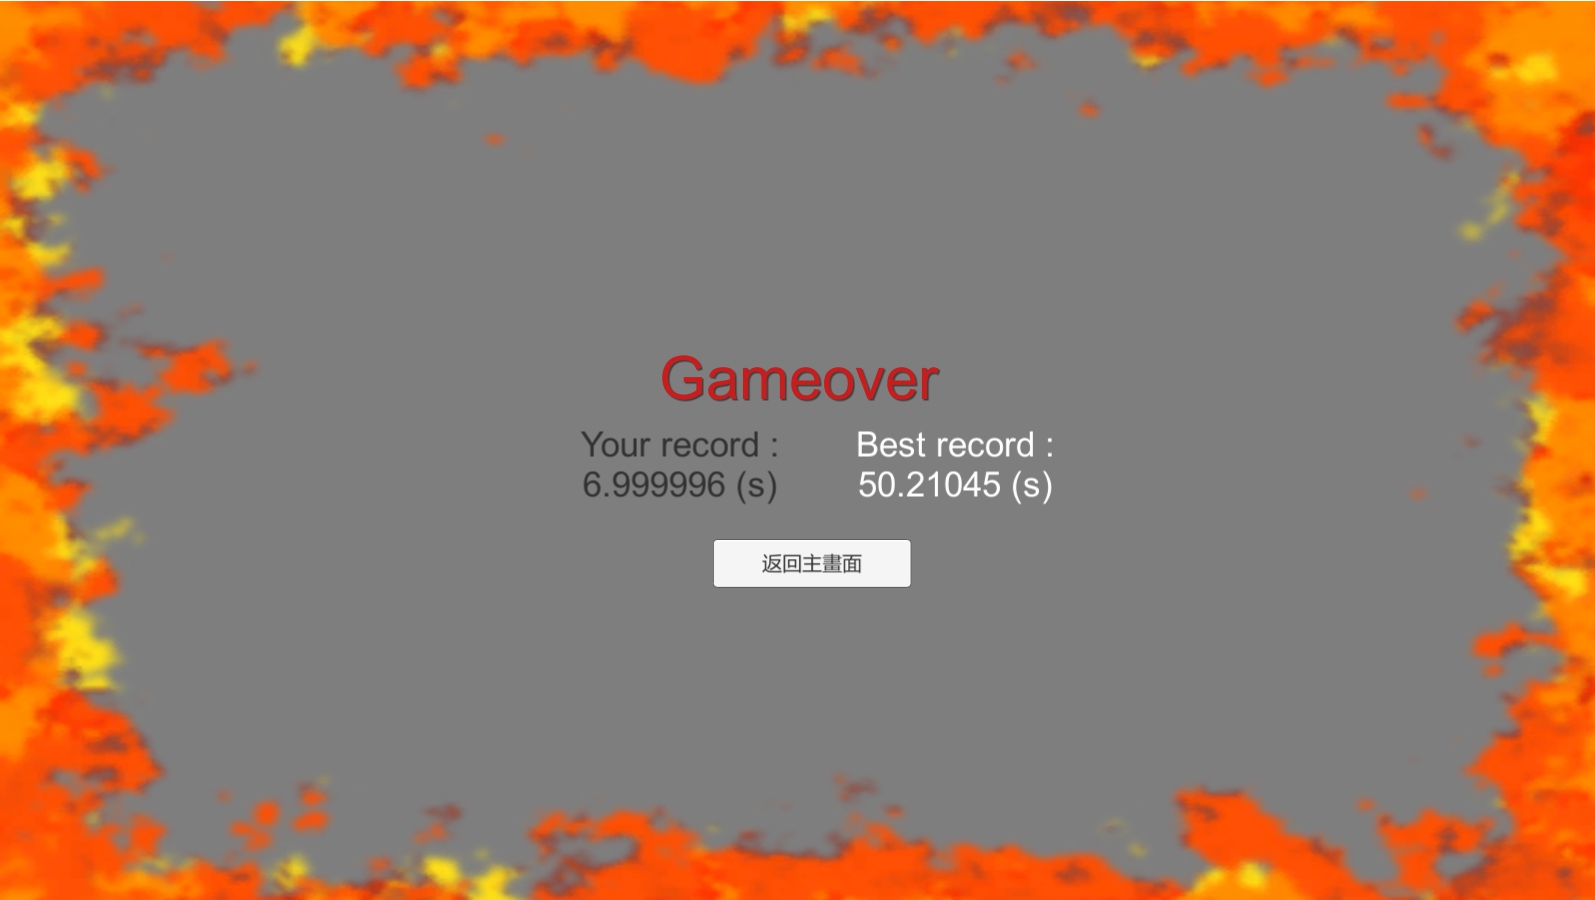 Gameover
Your record :
6.999996 (s)
Best record :
50.21045 (s)
返回主畫面